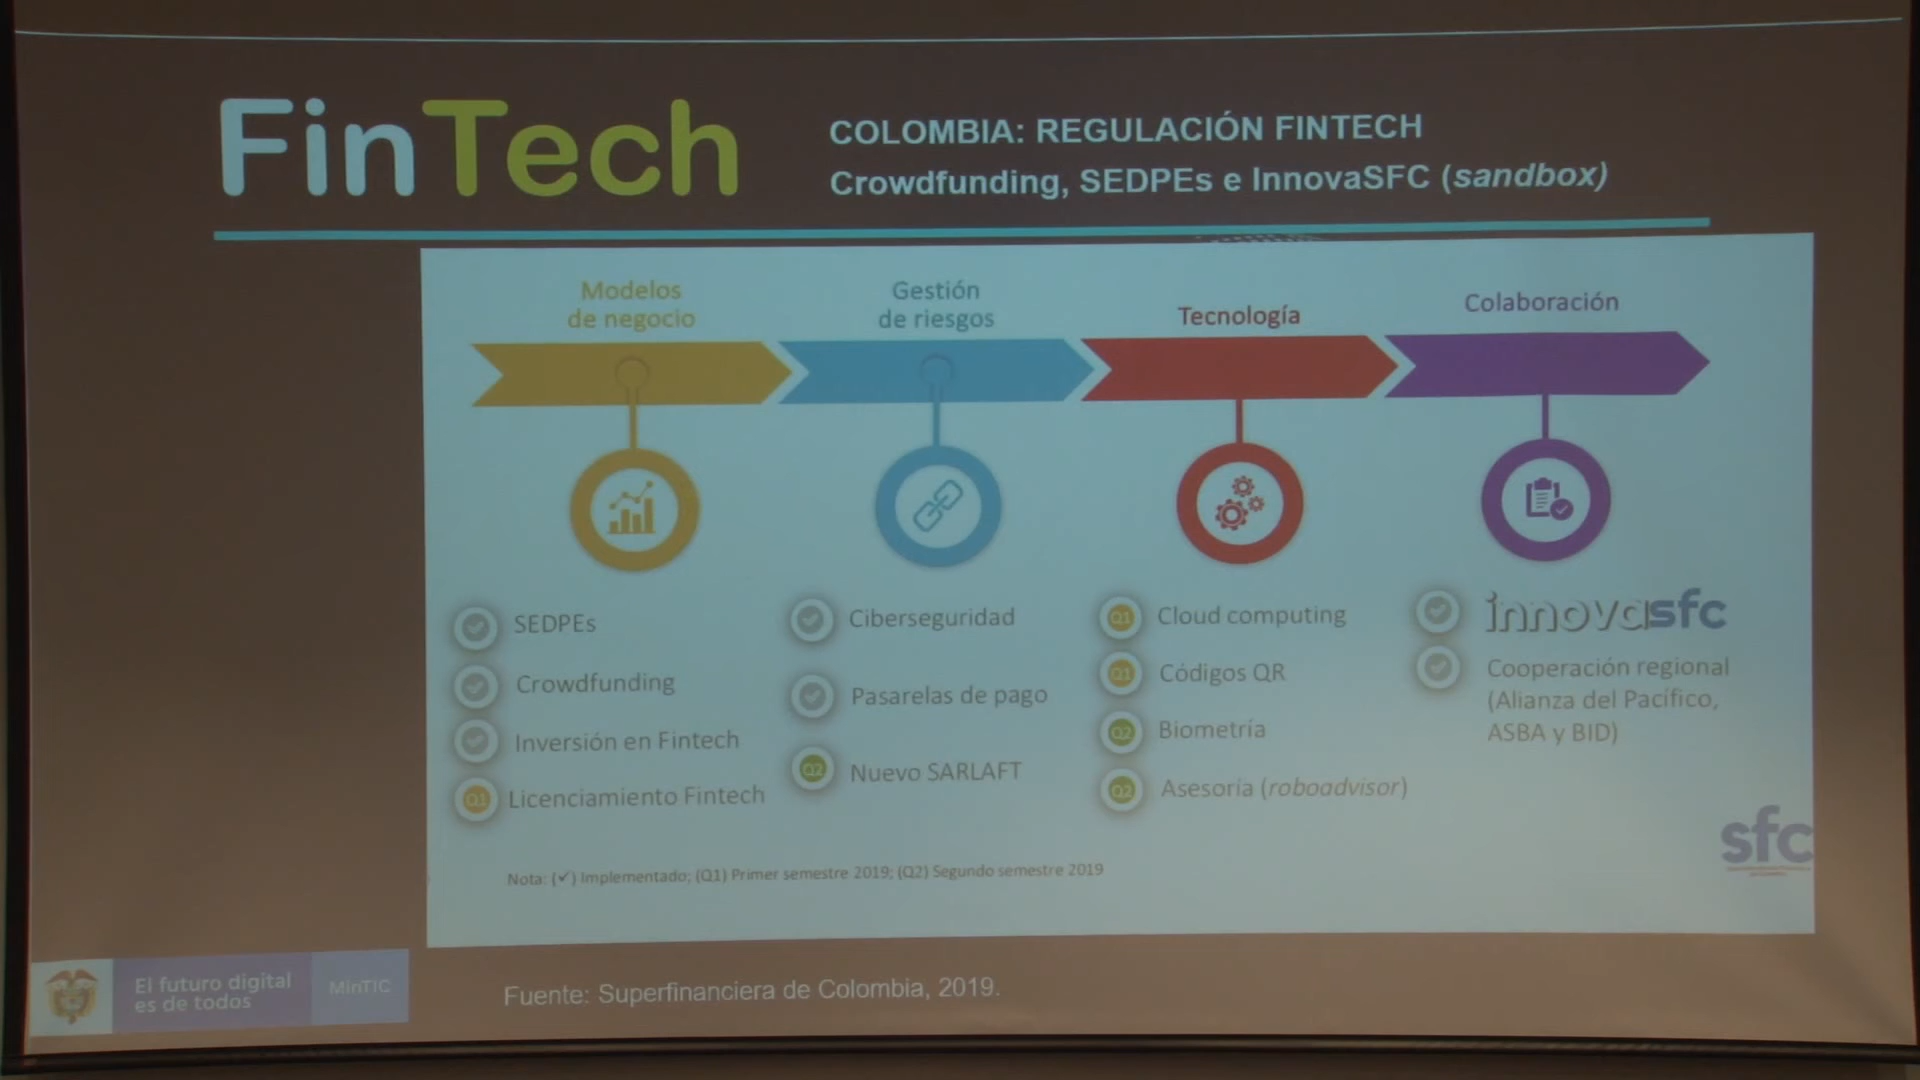 FinTech
COLOMBIA: REGULACIÓN FINTECH
Crowdfunding, SEDPEs e InnovaSFC (sandbox)
Modelos
de negocio
Gestión
de riesgos
Tecnología
Colaboración
SEDPEs
Crowdfunding
Inversión en Fintech
Q1 Licenciamiento Fintech
Ciberseguridad
Pasarelas de pago
Q2 Nuevo SARLAFT
Q1 Cloud computing
Q1 Códigos QR
Q2 Biometría
Q2 Asesoría (roboadvisor)
innovasfc
Cooperación regional
(Alianza del Pacífico,
ASBA y BID)
Nota: (✓) Implementado; (Q1) Primer semestre 2019; (Q2) Segundo semestre 2019
sfc
El futuro digital
es de todos
MinTIC
Fuente: Superfinanciera de Colombia, 2019.